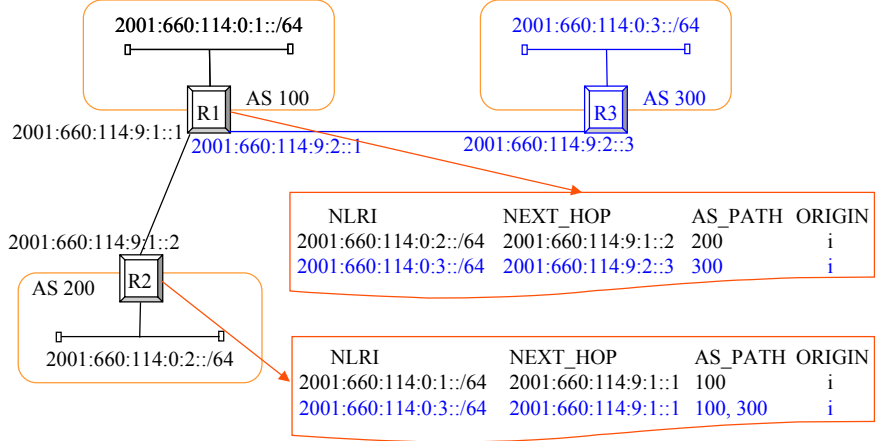 2001:660:114:0:1::/64
2001:660:114:0:3::/64
R1
AS 100
R3
AS 300
2001:660:114:9:1::1
2001:660:114:9:2::1
2001:660:114:9:2::3
NLRI NEXT_HOP AS_PATH ORIGIN
2001:660:114:0:2::/64 2001:660:114:9:1::2 200 i
2001:660:114:0:3::/64 2001:660:114:9:2::3 300 i
2001:660:114:9:1::2
AS 200
R2
2001:660:114:0:2::/64
NLRI NEXT_HOP AS_PATH ORIGIN
2001:660:114:0:1::/64 2001:660:114:9:1::1 100 i
2001:660:114:0:3::/64 2001:660:114:9:1::1 100, 300 i